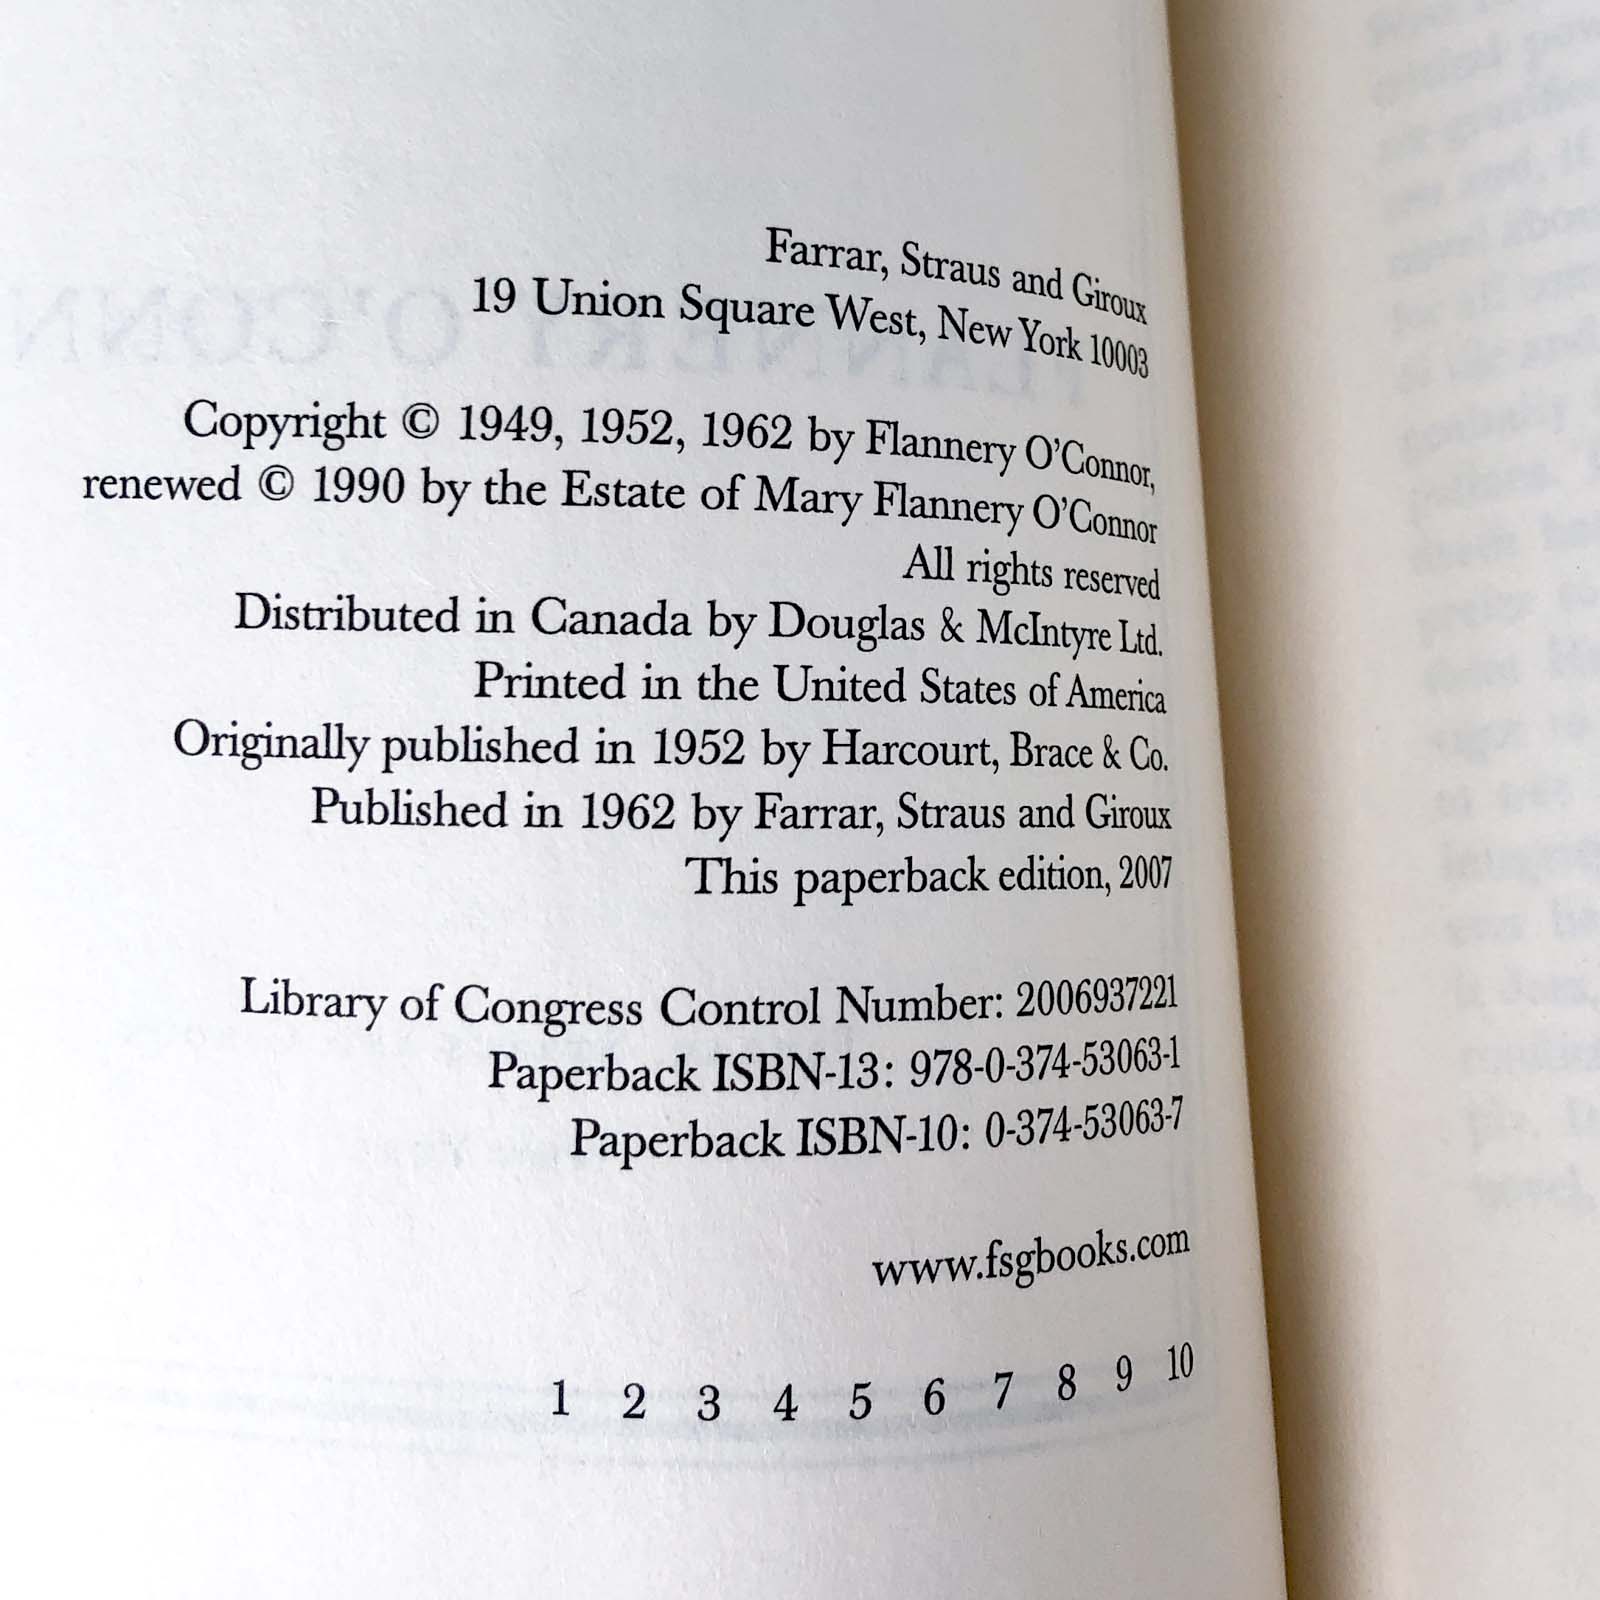 Farrar, Straus and Giroux
19 Union Square West, New York 10003
Copyright © 1949, 1952, 1962 by Flannery O'Connor,
renewed © 1990 by the Estate of Mary Flannery O'Connor
All rights reserved
Distributed in Canada by Douglas & McIntyre Ltd.
Printed in the United States of America
Originally published in 1952 by Harcourt, Brace & Co.
Published in 1962 by Farrar, Straus and Giroux
This paperback edition, 2007
Library of Congress Control Number: 2006937221
Paperback ISBN-13: 978-0-374-53063-1
Paperback ISBN-10: 0-374-53063-7
www.fsgbooks.com
1 2 3 4 5 6 7 8 9 10